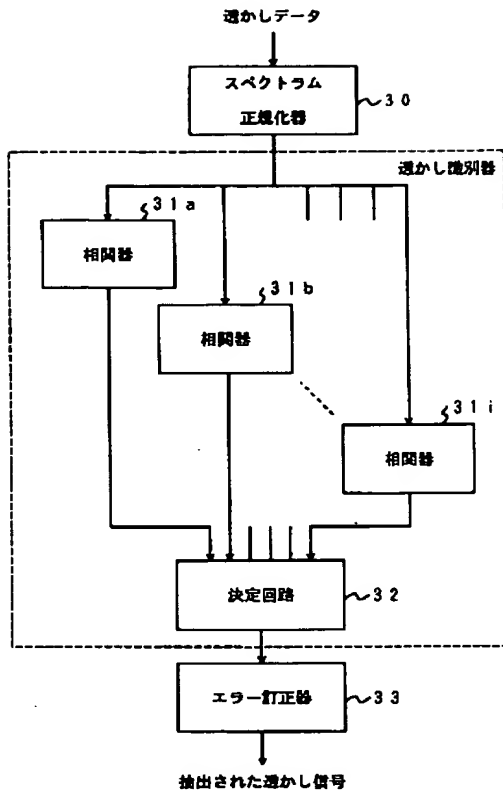 透かしデータ
スペクトラム
正規化器
30
透かし識別器
31a
相関器
31b
相関器
31i
相関器
決定回路
32
エラー訂正器
33
抽出された透かし信号